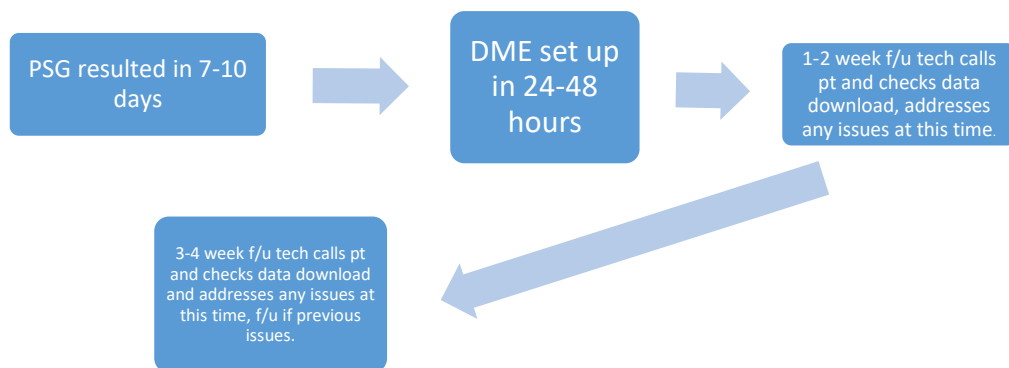 PSG resulted in 7-10
days
DME set up
in 24-48
hours
1-2 week f/u tech calls
pt and checks data
download, addresses
any issues at this time.
3-4 week f/u tech calls pt
and checks data download
and addresses any issues at
this time, f/u if previous
issues.